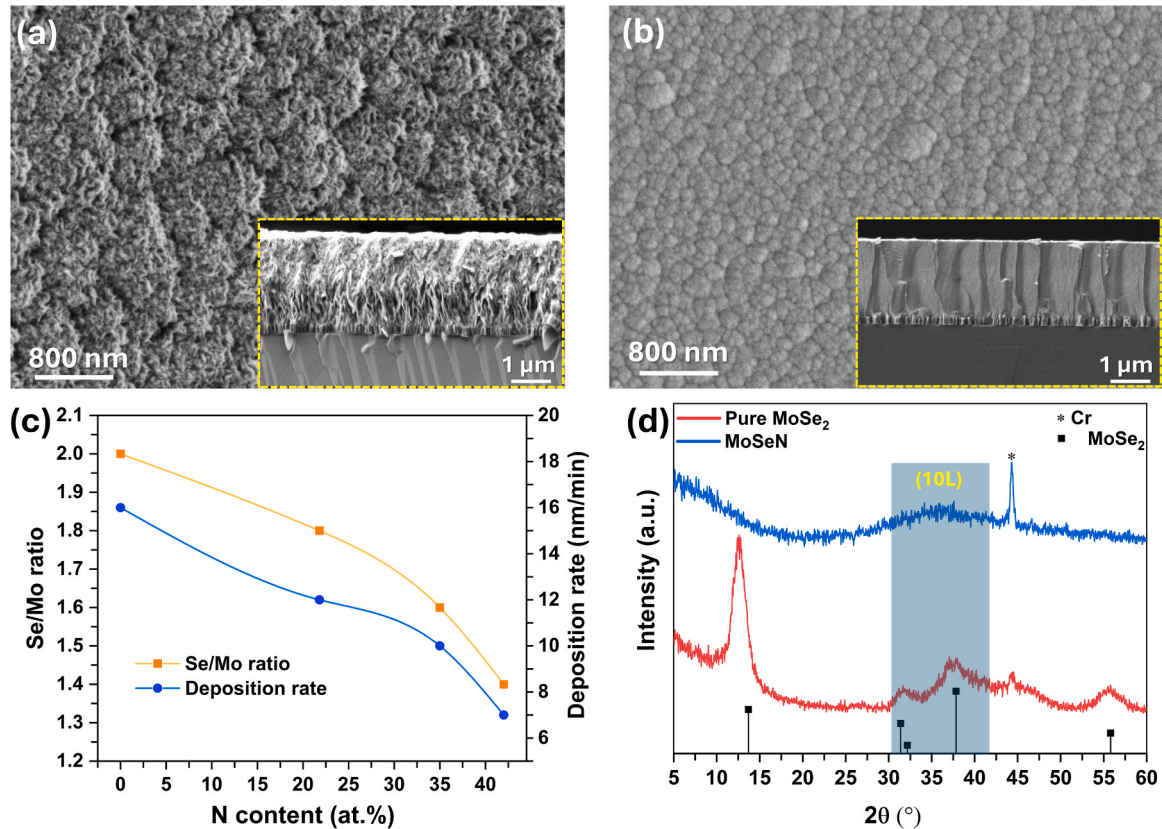 (a)
800 nm
1 µm
(b)
800 nm
1 µm
(c)
Se/Mo ratio
2.1
2.0
1.9
1.8
1.7
1.6
1.5
1.4
1.3
1.2
Se/Mo ratio
Deposition rate
20
18
16
14
12
10
8
6
Deposition rate (nm/min)
0 5 10 15 20 25 30 35 40
N content (at.%)
(d)
Pure MoSe₂
MoSeN
* Cr
MoSe₂
(10L)
*
Intensity (a.u.)
5 10 15 20 25 30 35 40 45 50 55 60
2θ (°)